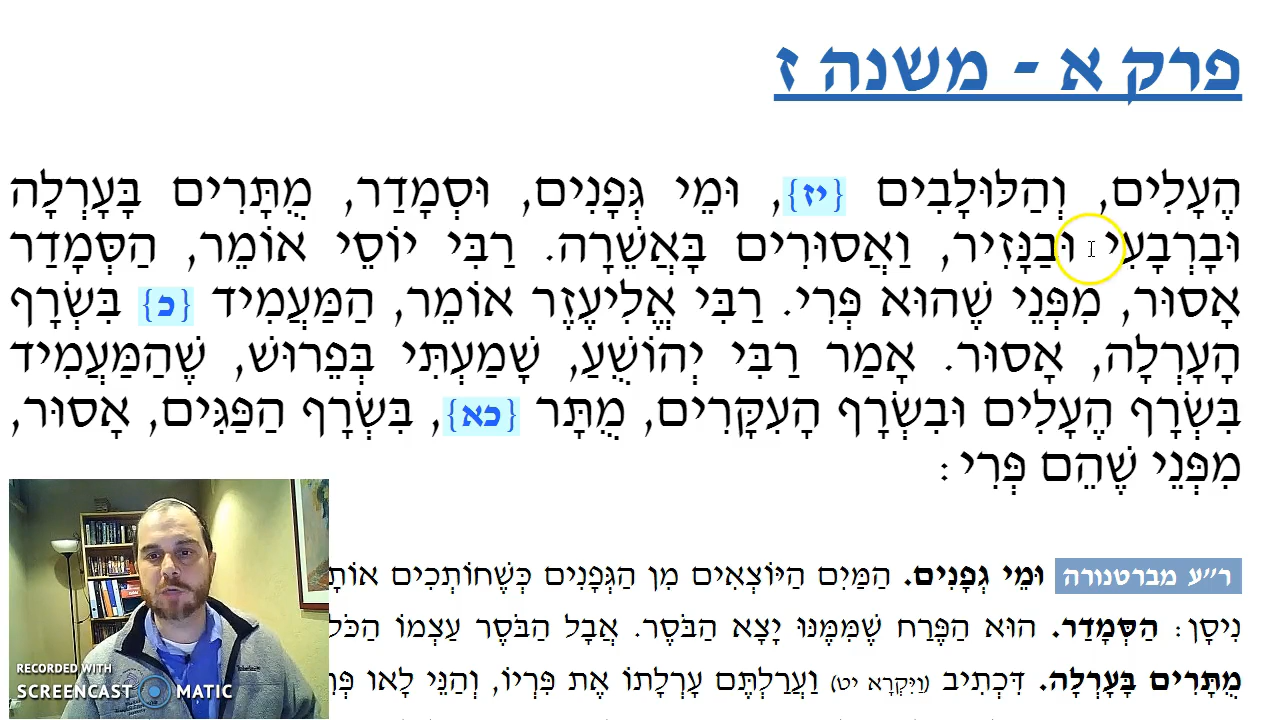 פרק א - משנה ז
הֶעָלִים, וְהַלּוּלָבִים {יז}, וּמֵי גְּפָנִים, וּסְמָדַר, מֻתָּרִים בָּעָרְלָה
וּבָרְבָעִי וּבַנָּזִיר, וַאֲסוּרִים בָּאֲשֵׁרָה. רַבִּי יוֹסֵי אוֹמֵר, הַסְּמָדַר
אָסוּר, מִפְּנֵי שֶׁהוּא פְּרִי. רַבִּי אֱלִיעֶזֶר אוֹמֵר, הַמַּעֲמִיד {כ} בִּשְׂרָף
הָעָרְלָה, אָסוּר. אָמַר רַבִּי יְהוֹשֻׁעַ, שָׁמַעְתִּי בְּפֵרוּשׁ, שֶׁהַמַּעֲמִיד
בִּשְׂרָף הֶעָלִים וּבִשְׂרָף הָעִקָּרִים, מֻתָּר {כא}, בִּשְׂרָף הַפַּגִּים, אָסוּר,
מִפְּנֵי שֶׁהֵם פְּרִי:
ר״ע מברטנורה וּמֵי גְפָנִים. הַמַּיִם הַיּוֹצְאִים מִן הַגְּפָנִים כְּשֶׁחוֹתְכִים אוֹתָ
נִיסָן: הַסְּמָדַר. הוּא הַפֶּרַח שֶׁמִּמֶּנּוּ יָצָא הַבֹּסֶר. אֲבָל הַבֹּסֶר עַצְמוֹ הַכֹּל
מֻתָּרִים בָּעָרְלָה. דִּכְתִיב (וַיִּקְרָא יט) וַעֲרַלְתֶּם עָרְלָתוֹ אֶת פִּרְיוֹ, וְהַנֵּי לָאו פְּרִ
RECORDED WITH
SCREENCAST MATIC